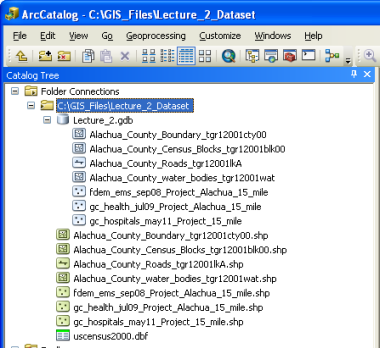 ArcCatalog - C:\GIS_Files\Lecture_2_Dataset
File Edit View Go Geoprocessing Customize Windows Help
Catalog Tree
Folder Connections
C:\GIS_Files\Lecture_2_Dataset
Lecture_2.gdb
Alachua_County_Boundary_tgr12001cty00
Alachua_County_Census_Blocks_tgr12001blk00
Alachua_County_Roads_tgr12001lkA
Alachua_County_water_bodies_tgr12001wat
fdem_ems_sep08_Project_Alachua_15_mile
gc_health_jul09_Project_Alachua_15_mile
gc_hospitals_may11_Project_15_mile
Alachua_County_Boundary_tgr12001cty00.shp
Alachua_County_Census_Blocks_tgr12001blk00.shp
Alachua_County_Roads_tgr12001lkA.shp
Alachua_County_water_bodies_tgr12001wat.shp
fdem_ems_sep08_Project_Alachua_15_mile.shp
gc_health_jul09_Project_Alachua_15_mile.shp
gc_hospitals_may11_Project_15_mile.shp
uscensus2000.dbf